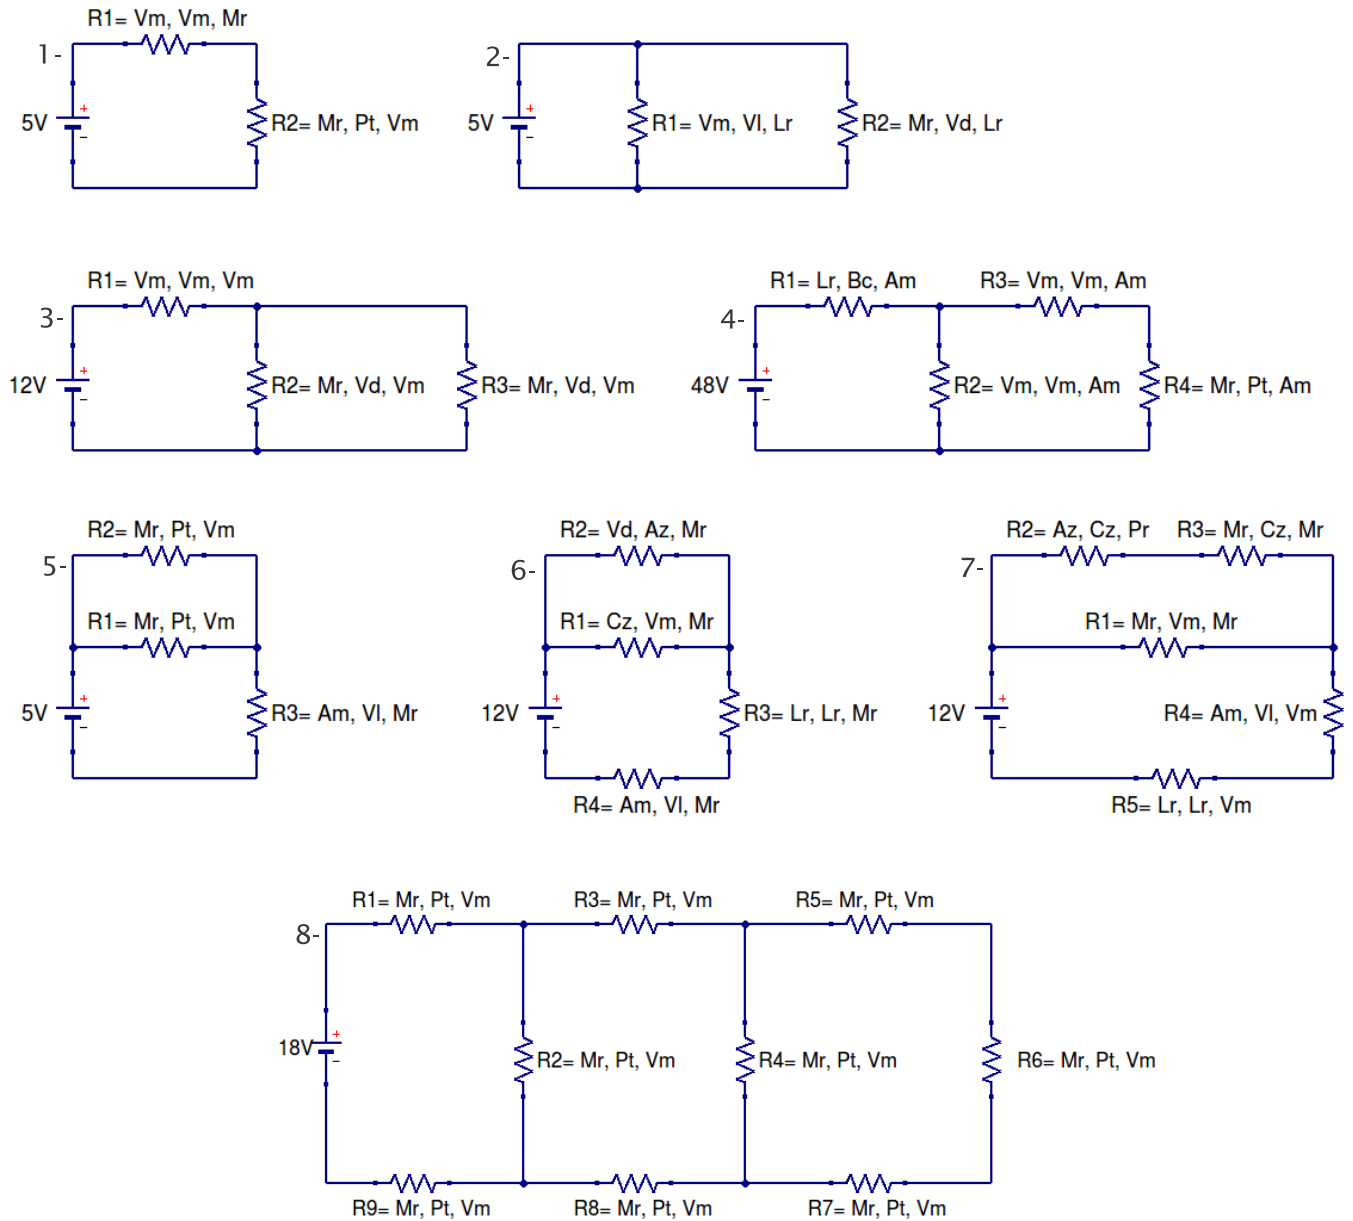 R1= Vm, Vm, Mr
1-
5V
+
−
R2= Mr, Pt, Vm
2-
5V
+
−
R1= Vm, Vl, Lr
R2= Mr, Vd, Lr
R1= Vm, Vm, Vm
3-
12V
+
−
R2= Mr, Vd, Vm
R3= Mr, Vd, Vm
R1= Lr, Bc, Am
R3= Vm, Vm, Am
4-
48V
+
−
R2= Vm, Vm, Am
R4= Mr, Pt, Am
R2= Mr, Pt, Vm
5-
R1= Mr, Pt, Vm
5V
+
−
R3= Am, Vl, Mr
R2= Vd, Az, Mr
6-
R1= Cz, Vm, Mr
12V
+
−
R3= Lr, Lr, Mr
R4= Am, Vl, Mr
R2= Az, Cz, Pr
R3= Mr, Cz, Mr
7-
R1= Mr, Vm, Mr
12V
+
−
R4= Am, Vl, Vm
R5= Lr, Lr, Vm
R1= Mr, Pt, Vm
R3= Mr, Pt, Vm
R5= Mr, Pt, Vm
8-
18V
+
−
R2= Mr, Pt, Vm
R4= Mr, Pt, Vm
R6= Mr, Pt, Vm
R9= Mr, Pt, Vm
R8= Mr, Pt, Vm
R7= Mr, Pt, Vm